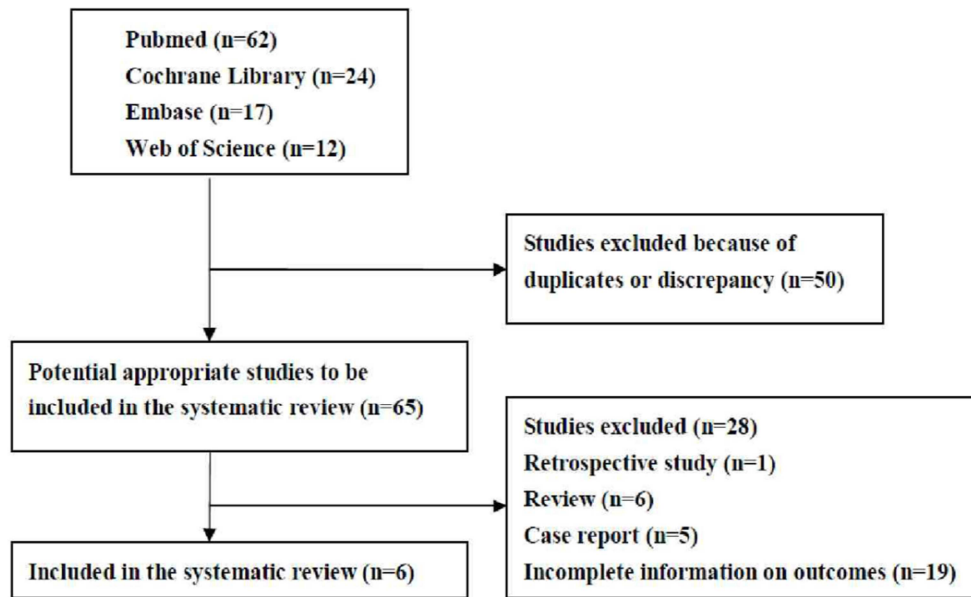 Pubmed (n=62)
Cochrane Library (n=24)
Embase (n=17)
Web of Science (n=12)
Studies excluded because of
duplicates or discrepancy (n=50)
Potential appropriate studies to be
included in the systematic review (n=65)
Studies excluded (n=28)
Retrospective study (n=1)
Review (n=6)
Case report (n=5)
Incomplete information on outcomes (n=19)
Included in the systematic review (n=6)